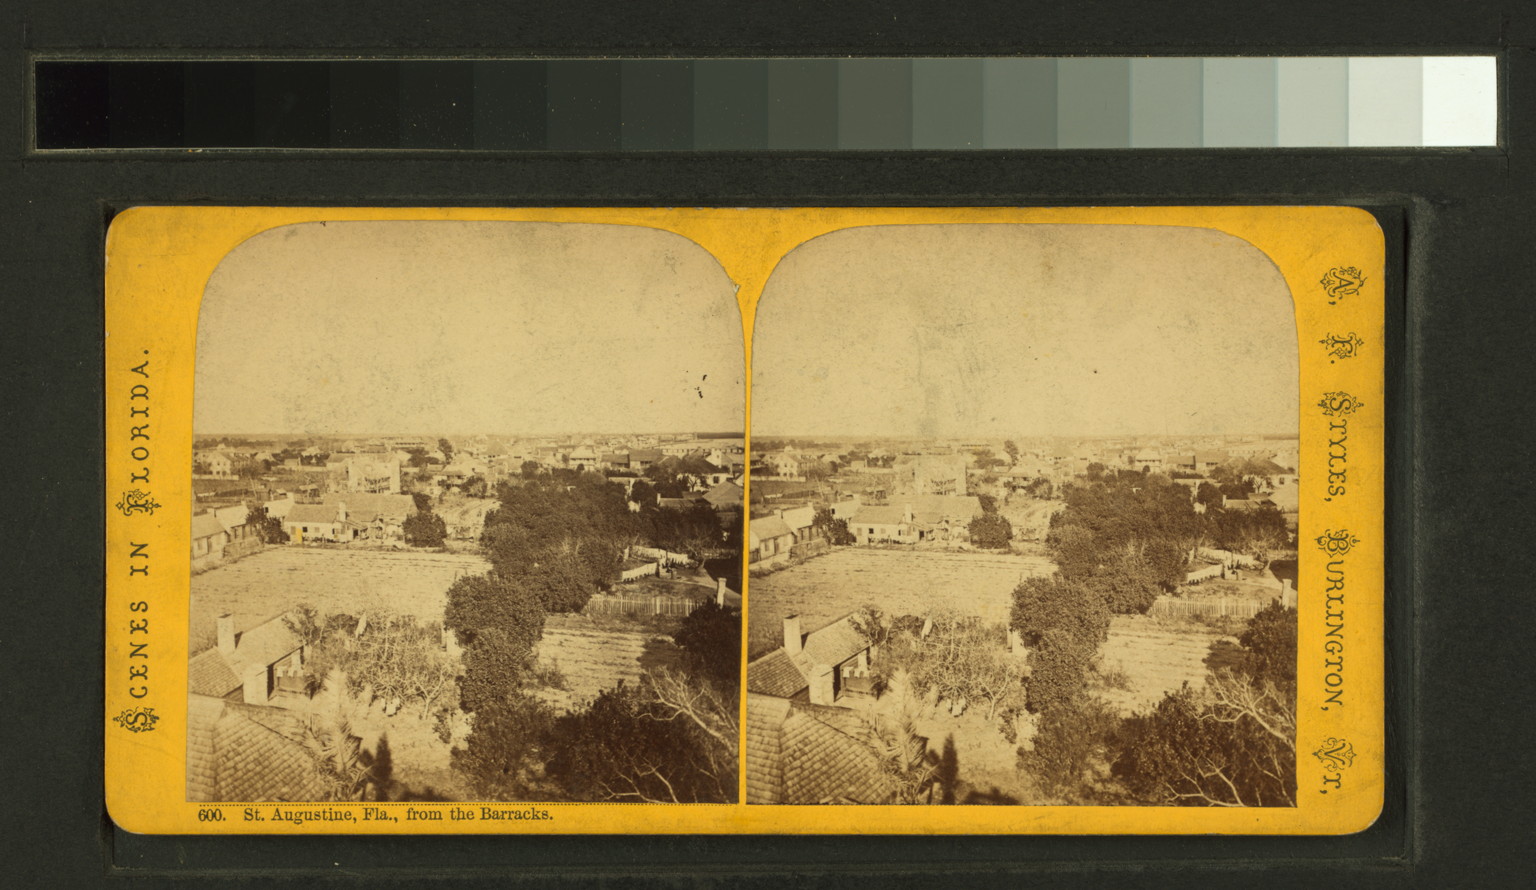 SCENES IN FLORIDA.
600. St. Augustine, Fla., from the Barracks.
A. F. STYLES, BURLINGTON, VT,